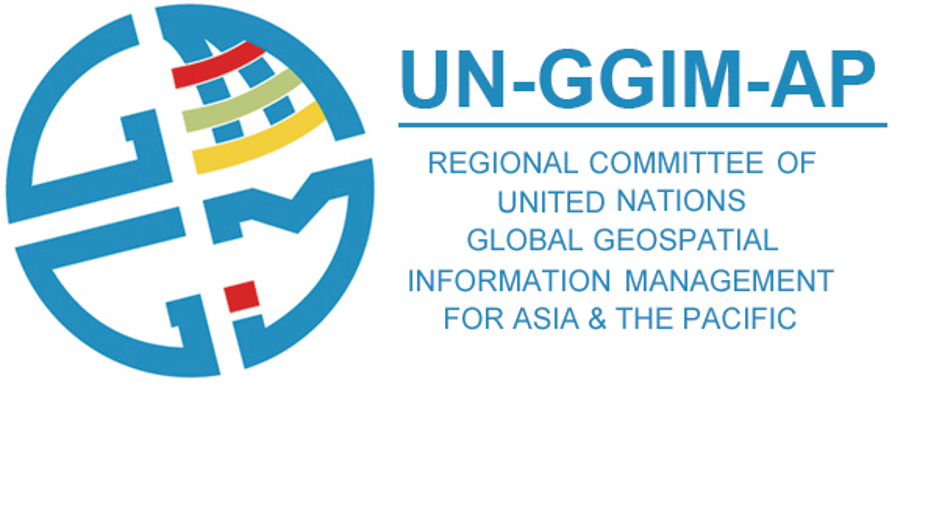 UN-GGIM-AP
REGIONAL COMMITTEE OF
UNITED NATIONS
GLOBAL GEOSPATIAL
INFORMATION MANAGEMENT
FOR ASIA & THE PACIFIC